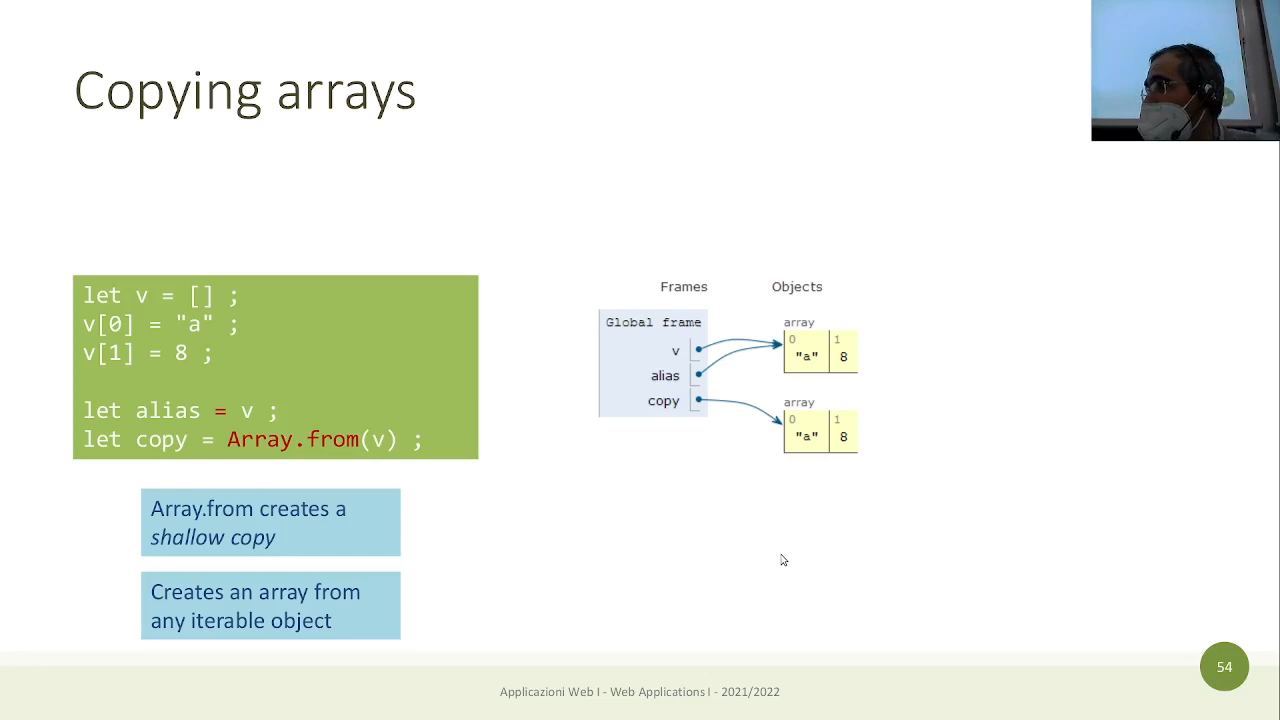 Copying arrays
let v = [] ;
v[0] = "a" ;
v[1] = 8 ;
let alias = v ;
let copy = Array.from(v) ;
Array.from creates a
shallow copy
Creates an array from
any iterable object
Frames Objects
Global frame
v
alias
copy
array
0 1
"a" 8
array
0 1
"a" 8
Applicazioni Web I - Web Applications I - 2021/2022
54